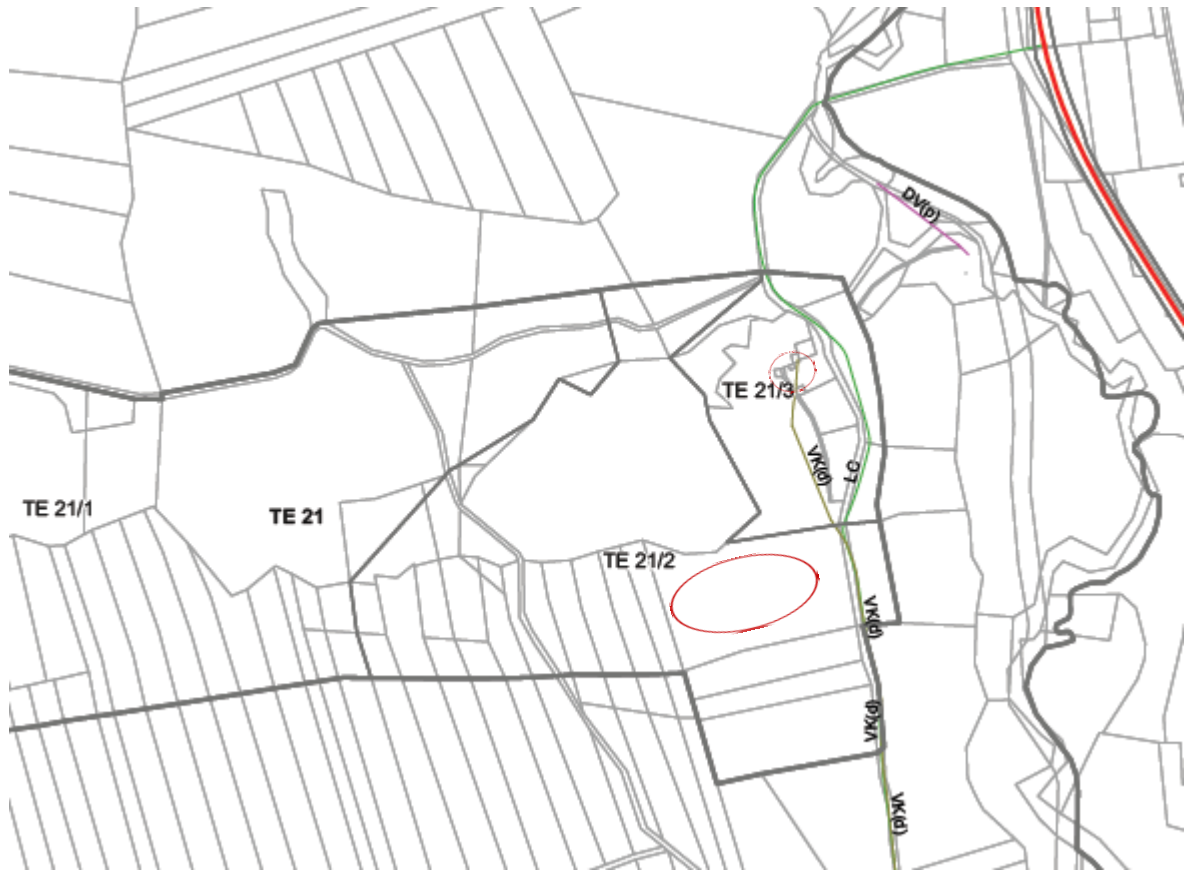 DV(p)
TE 21/3
VK(d)
LC
TE 21/1
TE 21
TE 21/2
VK(d)
VK(d)
VK(d)